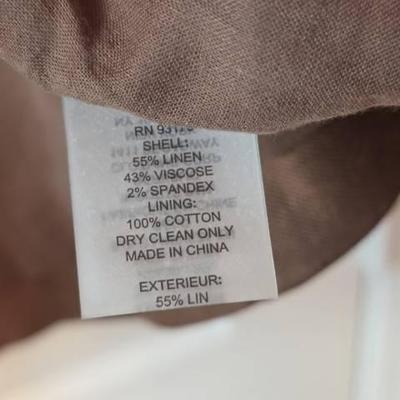 RN
SHELL:
55% LINEN
43% VISCOSE
2% SPANDEX
LINING:
100% COTTON
DRY CLEAN ONLY
MADE IN CHINA
EXTERIEUR:
55% LIN